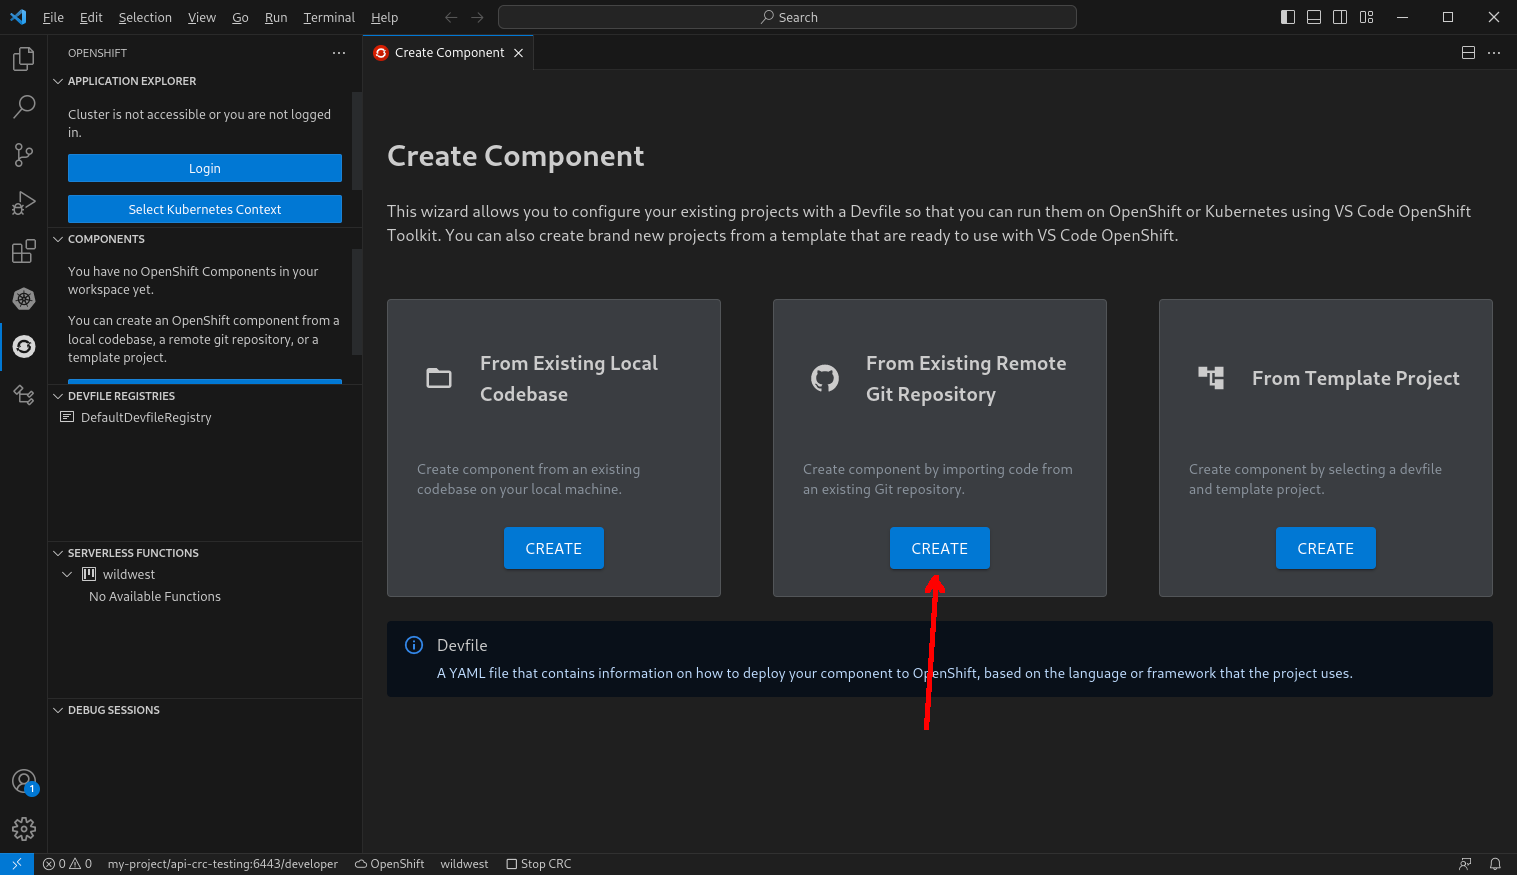 File Edit Selection View Go Run Terminal Help
Search
OPENSHIFT
Create Component
APPLICATION EXPLORER
Cluster is not accessible or you are not logged
in.
Login
Select Kubernetes Context
COMPONENTS
You have no OpenShift Components in your
workspace yet.
You can create an OpenShift component from a
local codebase, a remote git repository, or a
template project.
DEVFILE REGISTRIES
DefaultDevfileRegistry
SERVERLESS FUNCTIONS
wildwest
No Available Functions
DEBUG SESSIONS
1
Create Component
This wizard allows you to configure your existing projects with a Devfile so that you can run them on OpenShift or Kubernetes using VS Code OpenShift
Toolkit. You can also create brand new projects from a template that are ready to use with VS Code OpenShift.
From Existing Local
Codebase
Create component from an existing
codebase on your local machine.
CREATE
From Existing Remote
Git Repository
Create component by importing code from
an existing Git repository.
CREATE
From Template Project
Create component by selecting a devfile
and template project.
CREATE
Devfile
A YAML file that contains information on how to deploy your component to OpenShift, based on the language or framework that the project uses.
0 0 my-project/api-crc-testing:6443/developer OpenShift wildwest Stop CRC